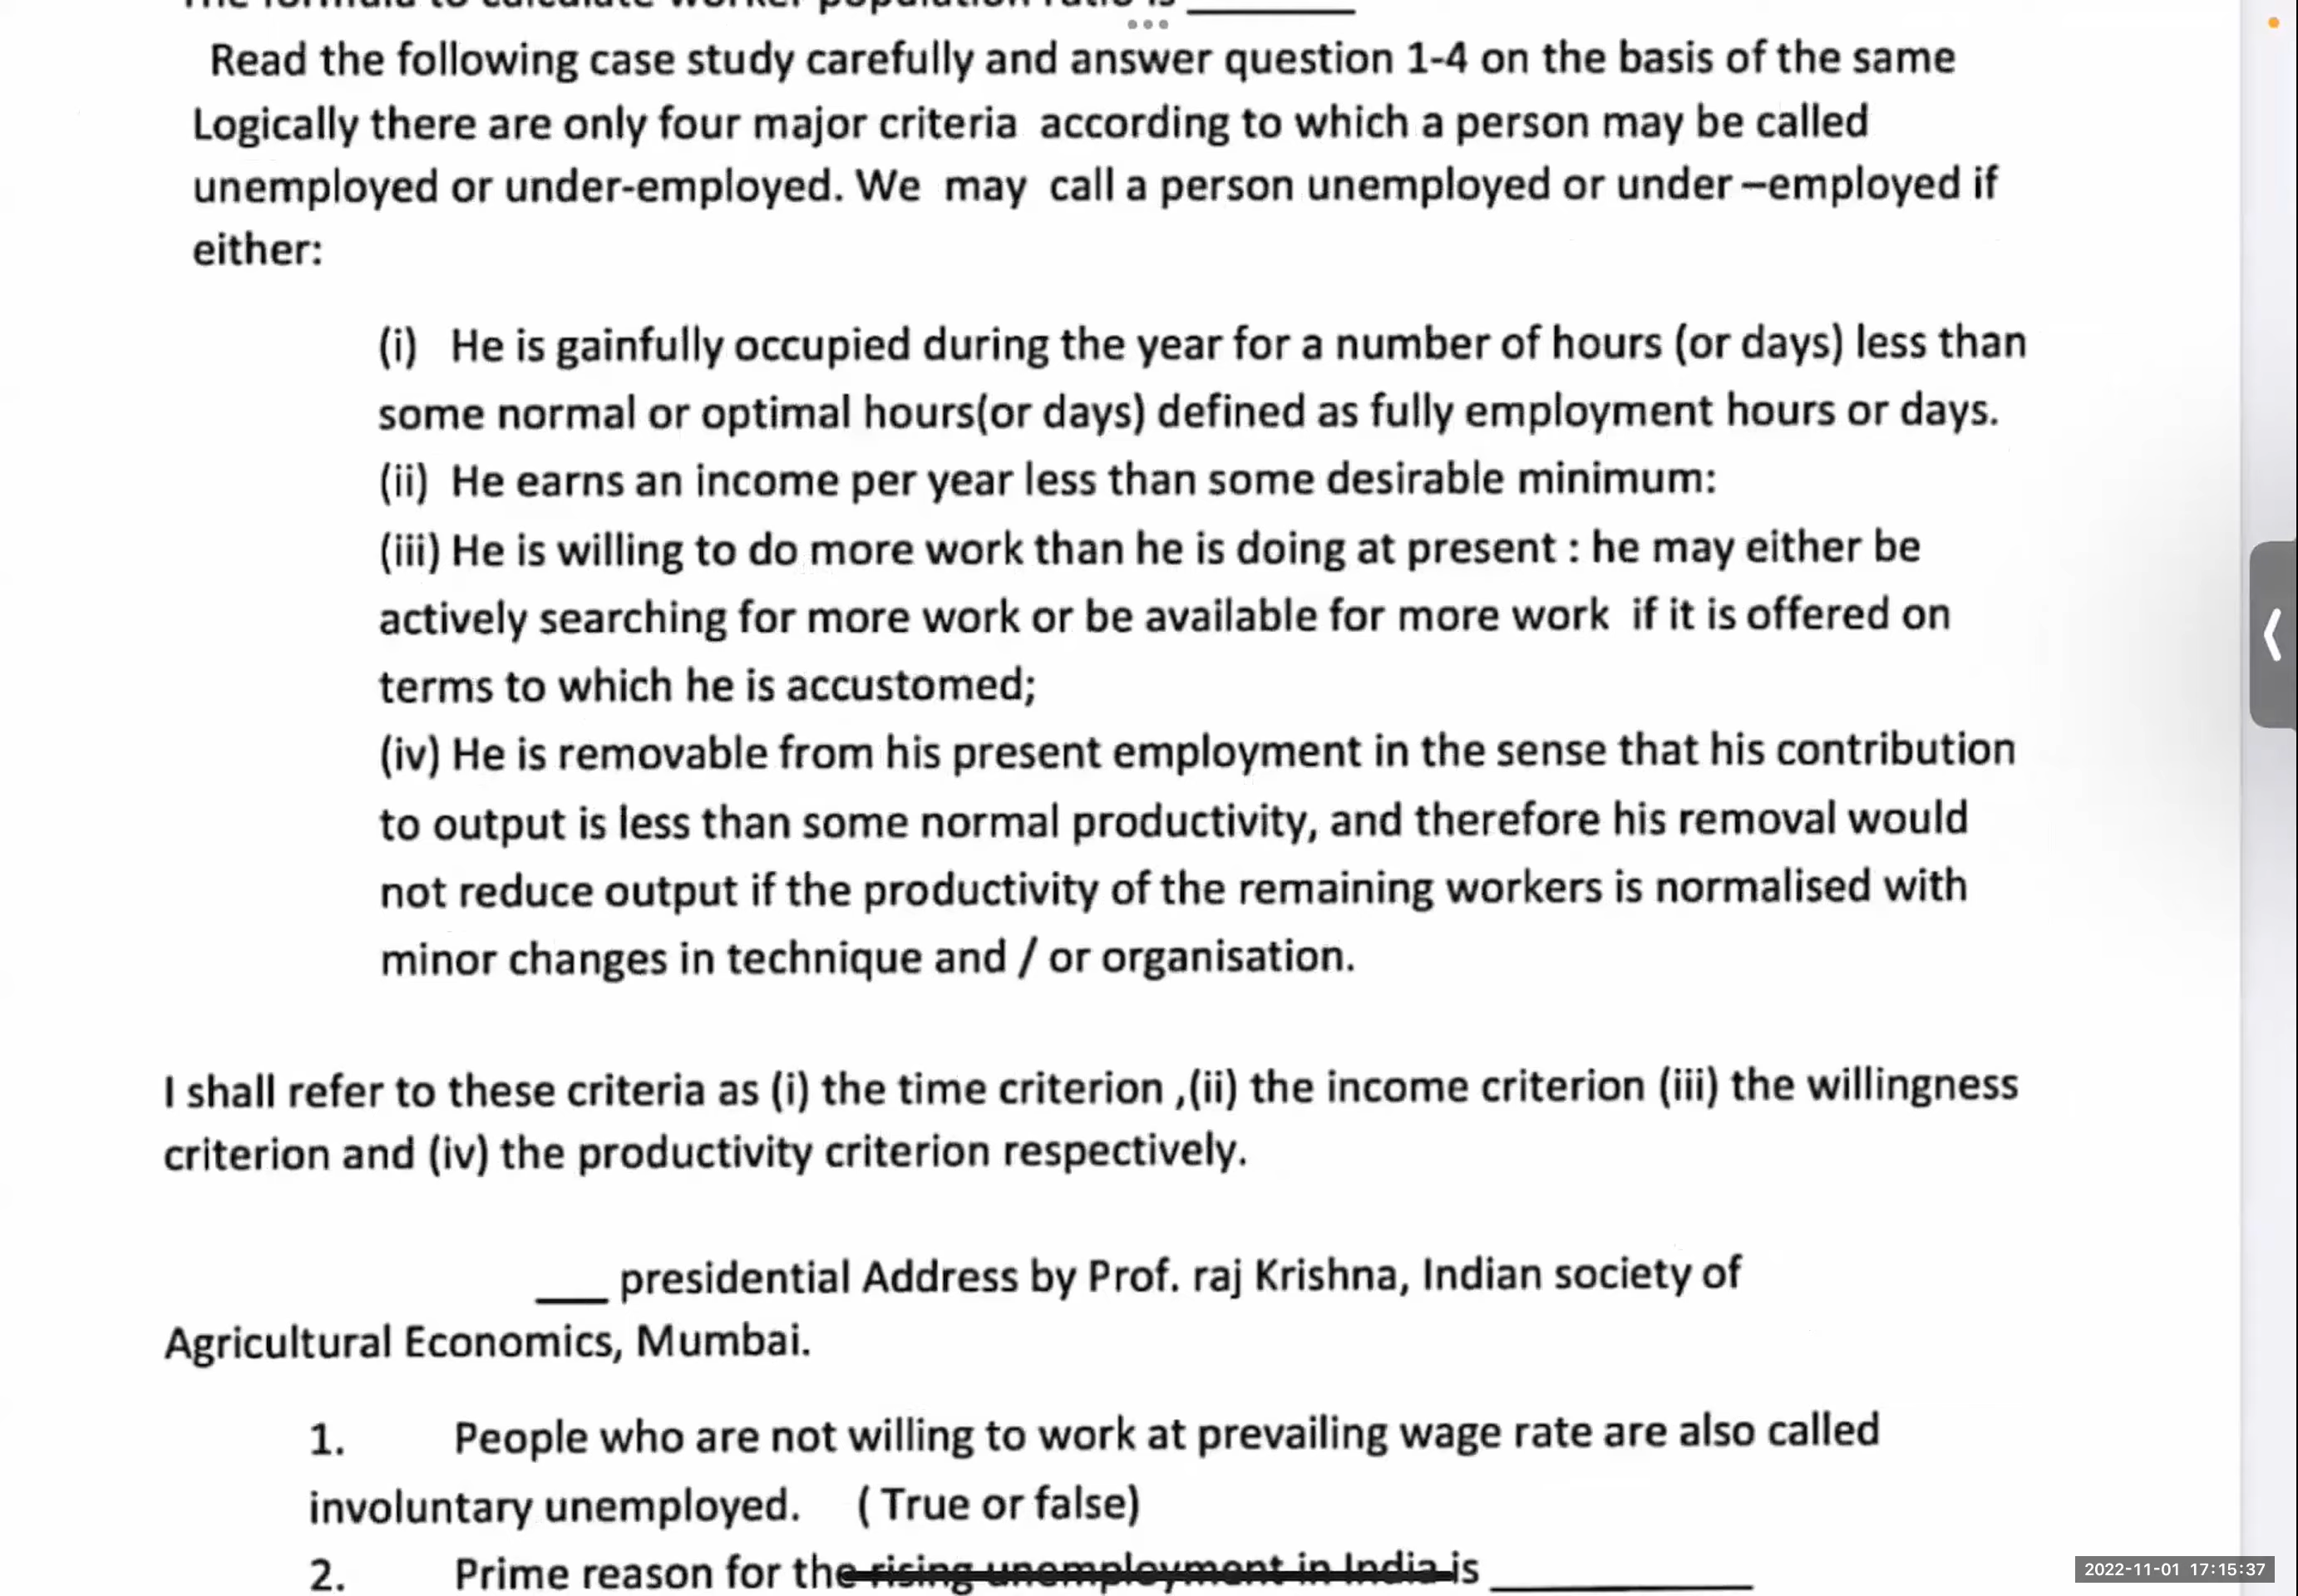 The formula to calculate worker population ratio is ________
Read the following case study carefully and answer question 1-4 on the basis of the same
Logically there are only four major criteria according to which a person may be called
unemployed or under-employed. We may call a person unemployed or under –employed if
either:
(i) He is gainfully occupied during the year for a number of hours (or days) less than
some normal or optimal hours(or days) defined as fully employment hours or days.
(ii) He earns an income per year less than some desirable minimum:
(iii) He is willing to do more work than he is doing at present : he may either be
actively searching for more work or be available for more work if it is offered on
terms to which he is accustomed;
(iv) He is removable from his present employment in the sense that his contribution
to output is less than some normal productivity, and therefore his removal would
not reduce output if the productivity of the remaining workers is normalised with
minor changes in technique and / or organisation.
I shall refer to these criteria as (i) the time criterion ,(ii) the income criterion (iii) the willingness
criterion and (iv) the productivity criterion respectively.
___ presidential Address by Prof. raj Krishna, Indian society of
Agricultural Economics, Mumbai.
1. People who are not willing to work at prevailing wage rate are also called
involuntary unemployed. ( True or false)
2. Prime reason for the rising unemployment in India is ____________
2022-11-01 17:15:37